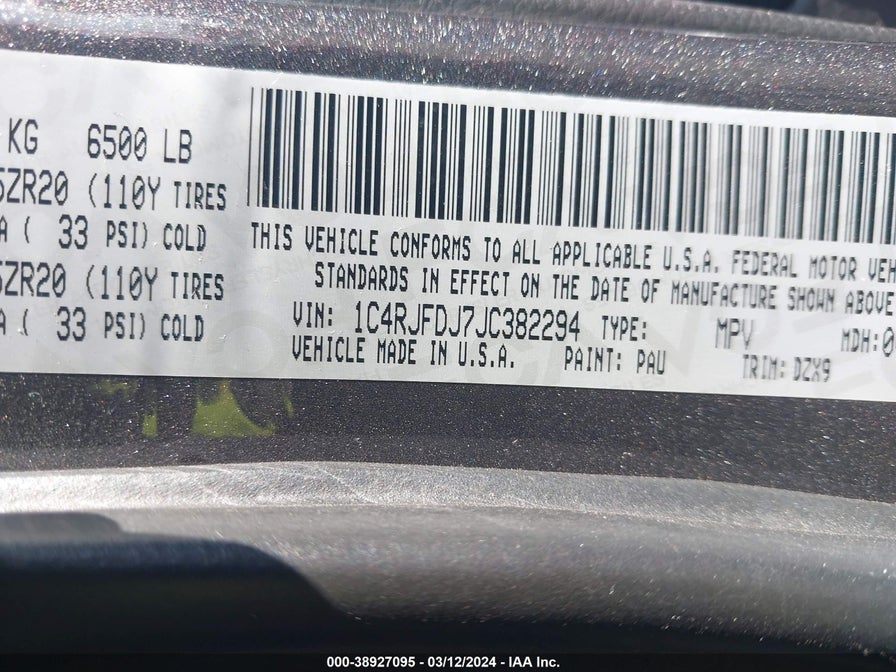 KG 6500 LB
5ZR20 (110Y TIRES
A ( 33 PSI) COLD
5ZR20 (110Y TIRES
A ( 33 PSI) COLD
THIS VEHICLE CONFORMS TO ALL APPLICABLE U.S.A. FEDERAL MOTOR VEH
STANDARDS IN EFFECT ON THE DATE OF MANUFACTURE SHOWN ABOVE
VIN: 1C4RJFDJ7JC382294 TYPE: MPV MDH:0
VEHICLE MADE IN U.S.A. PAINT: PAU TRIM: DZX9
000-38927095 - 03/12/2024 - IAA Inc.